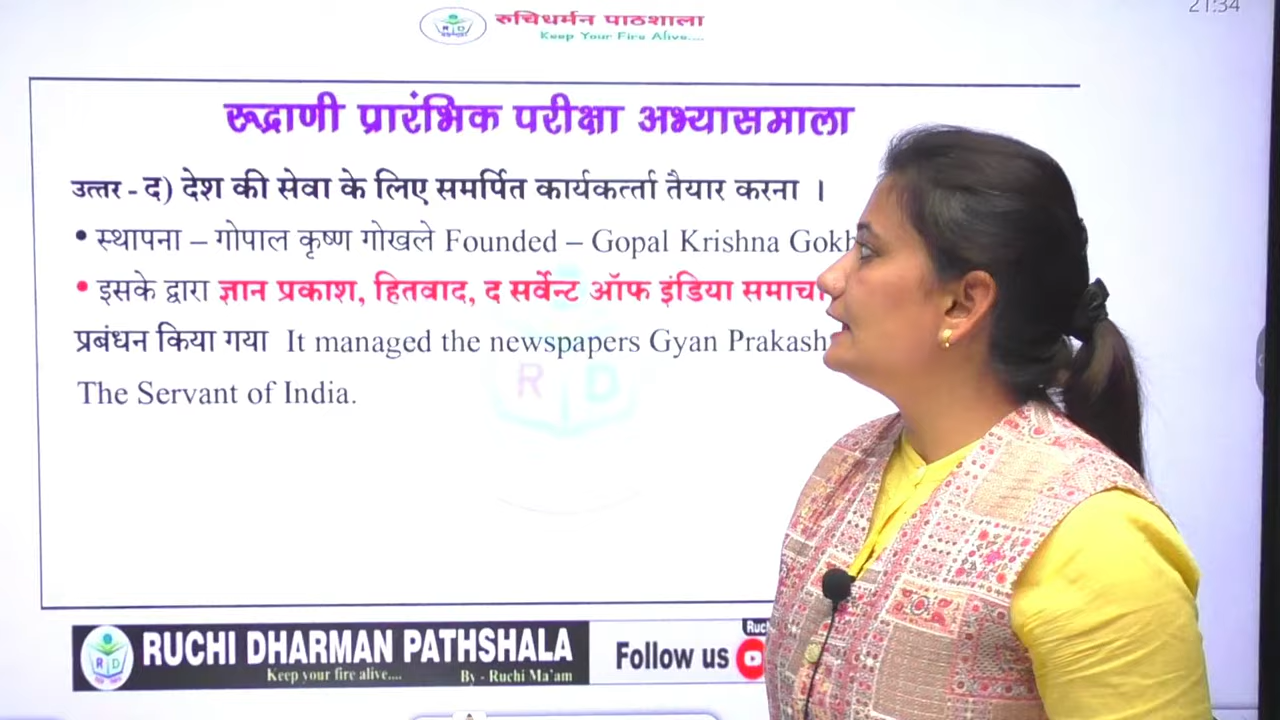 21:34
रुचिधर्मन पाठशाला
Keep Your Fire Alive....
रूद्राणी प्रारंभिक परीक्षा अभ्यासमाला
उत्तर - द) देश की सेवा के लिए समर्पित कार्यकर्त्ता तैयार करना ।
• स्थापना – गोपाल कृष्ण गोखले Founded – Gopal Krishna
• इसके द्वारा ज्ञान प्रकाश, हितवाद, द सर्वेन्ट ऑफ इंडिया
प्रबंधन किया गया It managed the newspapers Gyan Prakash
The Servant of India.
R D
RUCHI DHARMAN PATHSHALA
Keep your fire alive.... By - Ruchi Ma'am
Follow us